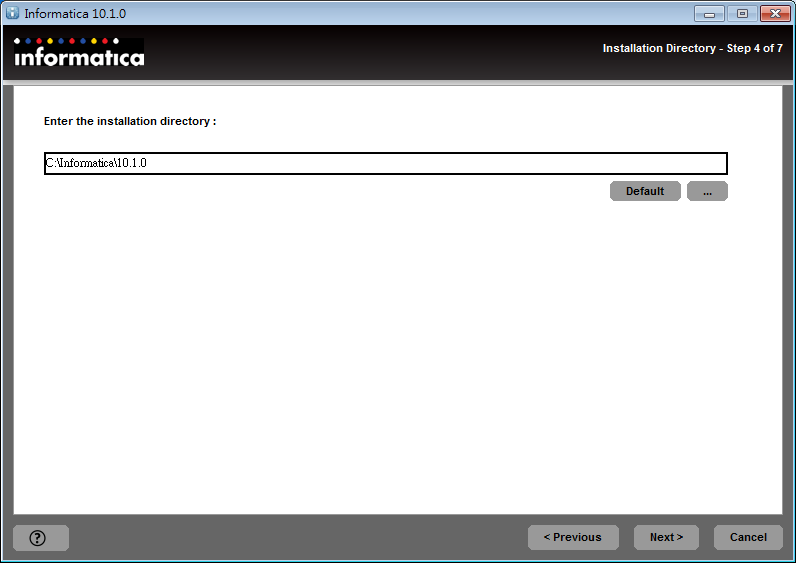 Informatica 10.1.0
informatica
Installation Directory - Step 4 of 7
Enter the installation directory :
C:\Informatica\10.1.0
Default
...
?
< Previous
Next >
Cancel